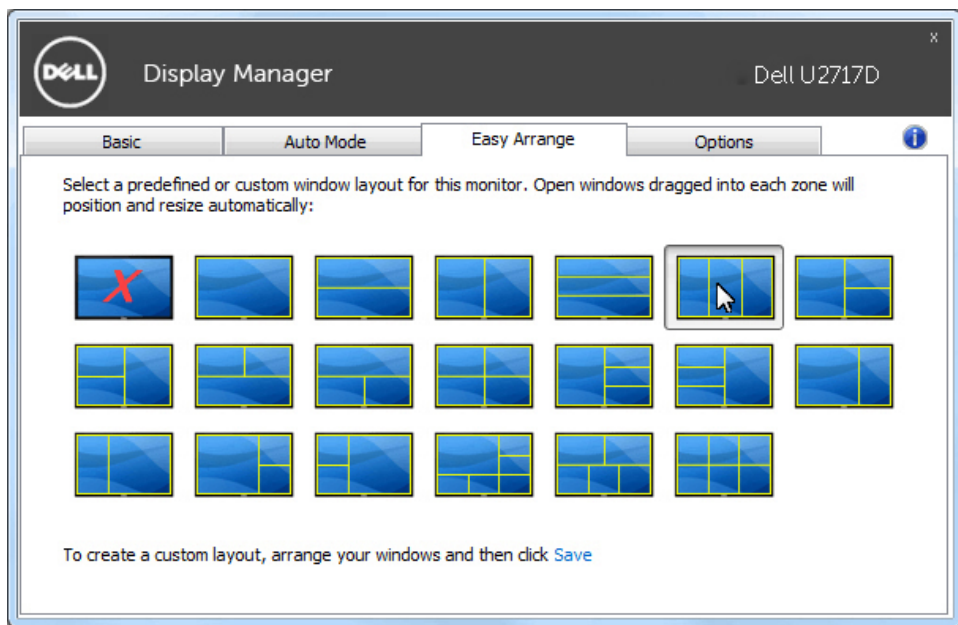 x
DELL
Display Manager
Dell U2717D
Basic
Auto Mode
Easy Arrange
Options
i
Select a predefined or custom window layout for this monitor. Open windows dragged into each zone will
position and resize automatically:
X
To create a custom layout, arrange your windows and then click Save